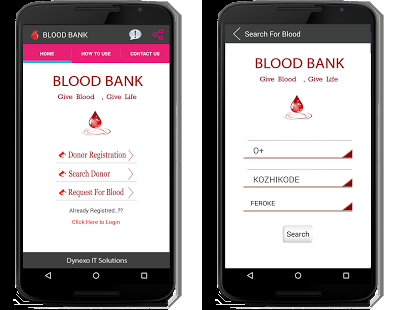 BLOOD BANK
HOME
HOW TO USE
CONTACT US
BLOOD BANK
Give Blood , Give Life
Donor Registration
Search Donor
Request For Blood
Already Registred..??
Click Here to Login
Dynexo IT Solutions
Search For Blood
BLOOD BANK
Give Blood , Give Life
O+
KOZHIKODE
FEROKE
Search